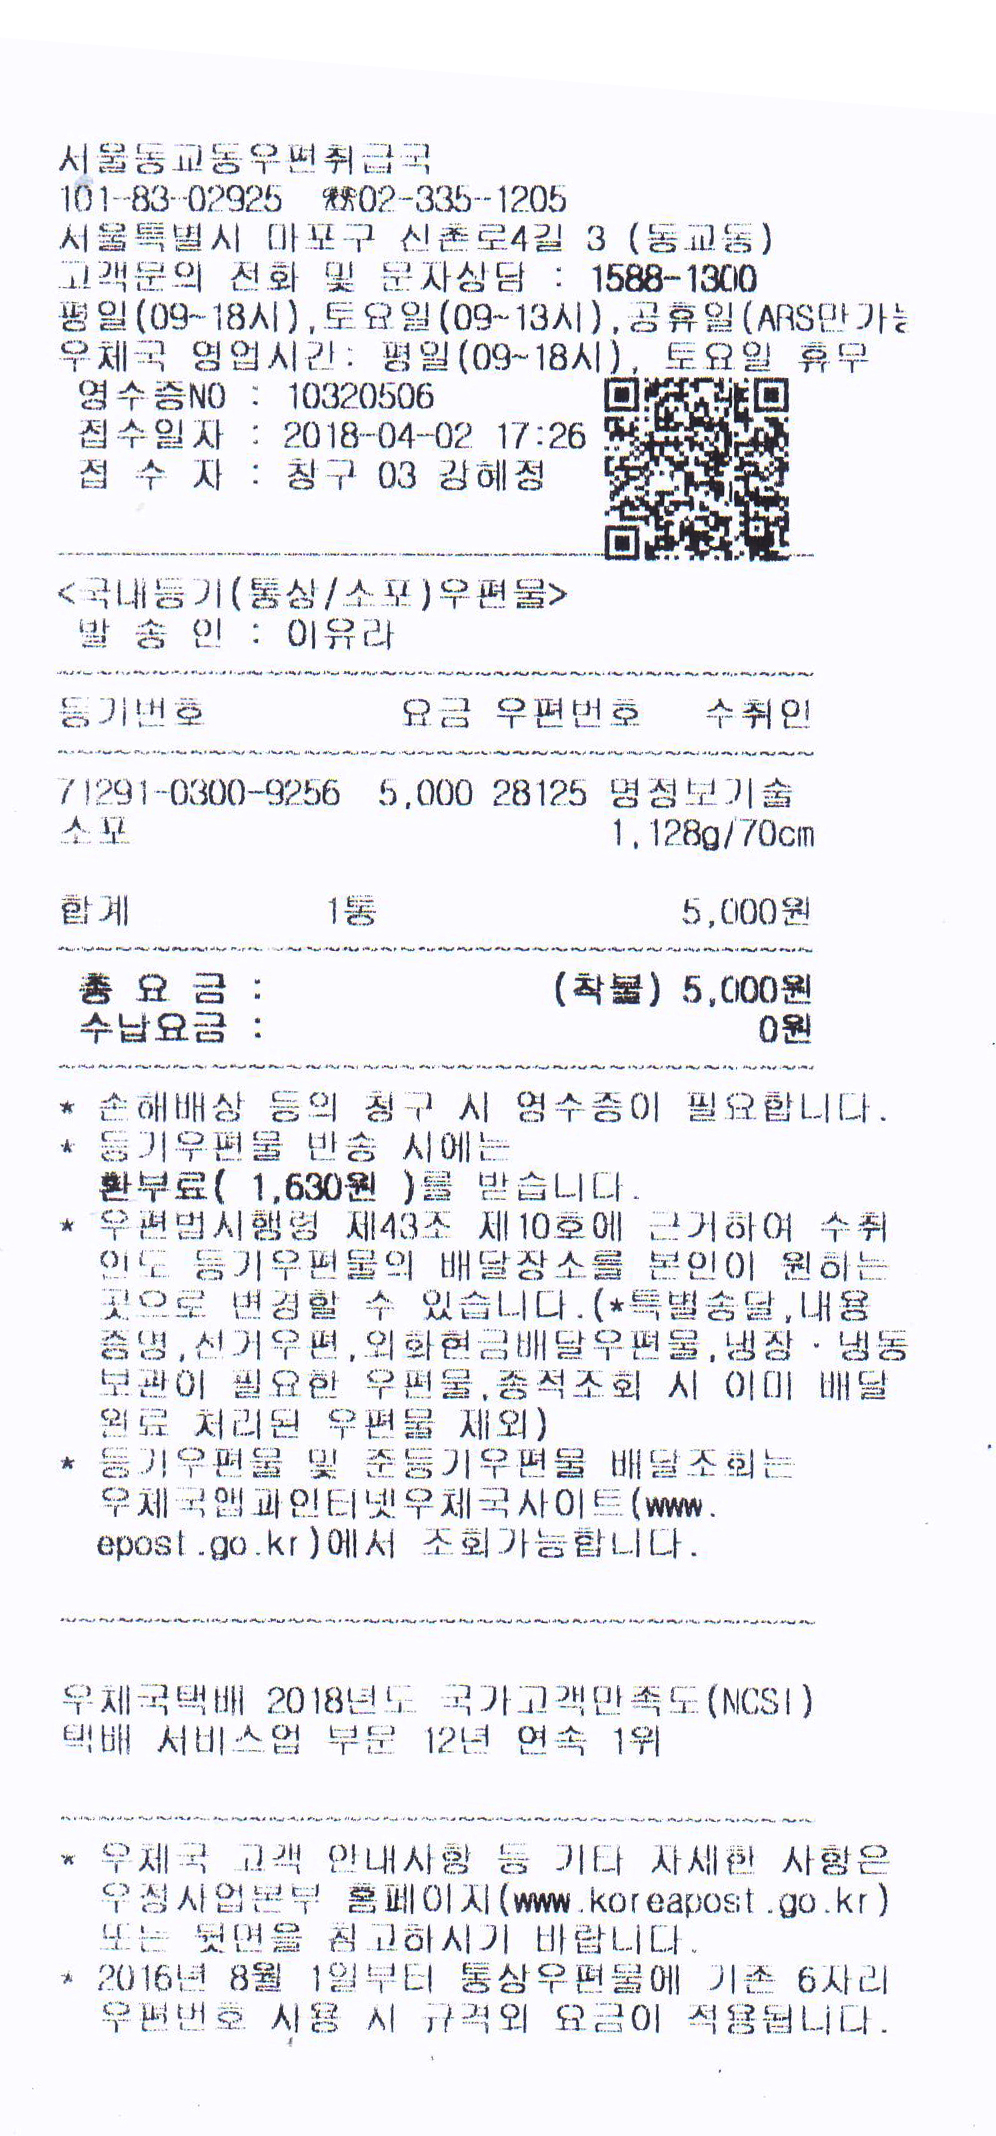 서울동교동우편취급국
101-83-02925 ☎02-335-1205
서울특별시 마포구 신촌로4길 3 (동교동)
고객문의 전화 및 문자상담 : 1588-1300
평일(09~18시),토요일(09~13시),공휴일(ARS만가능
우체국 영업시간: 평일(09~18시), 토요일 휴무
영수증NO : 10320506
접수일자 : 2018-04-02 17:26
접 수 자 : 창구 03 강혜정
<국내등기(통상/소포)우편물>
발 송 인 : 이유라
등기번호 요금 우편번호 수취인
71291-0300-9256 5,000 28125 명정보기술
소포 1,128g/70cm
합계 1통 5,000원
총 요 금 : (착불) 5,000원
수납요금 : 0원
* 손해배상 등의 청구 시 영수증이 필요합니다.
* 등기우편물 반송 시에는
환부료( 1,630원 )를 받습니다.
* 우편법시행령 제43조 제10호에 근거하여 수취
인도 등기우편물의 배달장소를 본인이 원하는
곳으로 변경할 수 있습니다.(*특별송달,내용
증명,선거우편,외화현금배달우편물,냉장·냉동
보관이 필요한 우편물,종적조회 시 이미 배달
완료 처리된 우편물 제외)
* 등기우편물 및 준등기우편물 배달조회는
우체국앱과인터넷우체국사이트(www.
epost.go.kr)에서 조회가능합니다.
우체국택배 2018년도 국가고객만족도(NCSI)
택배 서비스업 부문 12년 연속 1위
* 우체국 고객 안내사항 등 기타 자세한 사항은
우정사업본부 홈페이지(www.koreapost.go.kr)
또는 뒷면을 참고하시기 바랍니다.
* 2016년 8월 1일부터 통상우편물에 기존 6자리
우편번호 사용 시 규격외 요금이 적용됩니다.